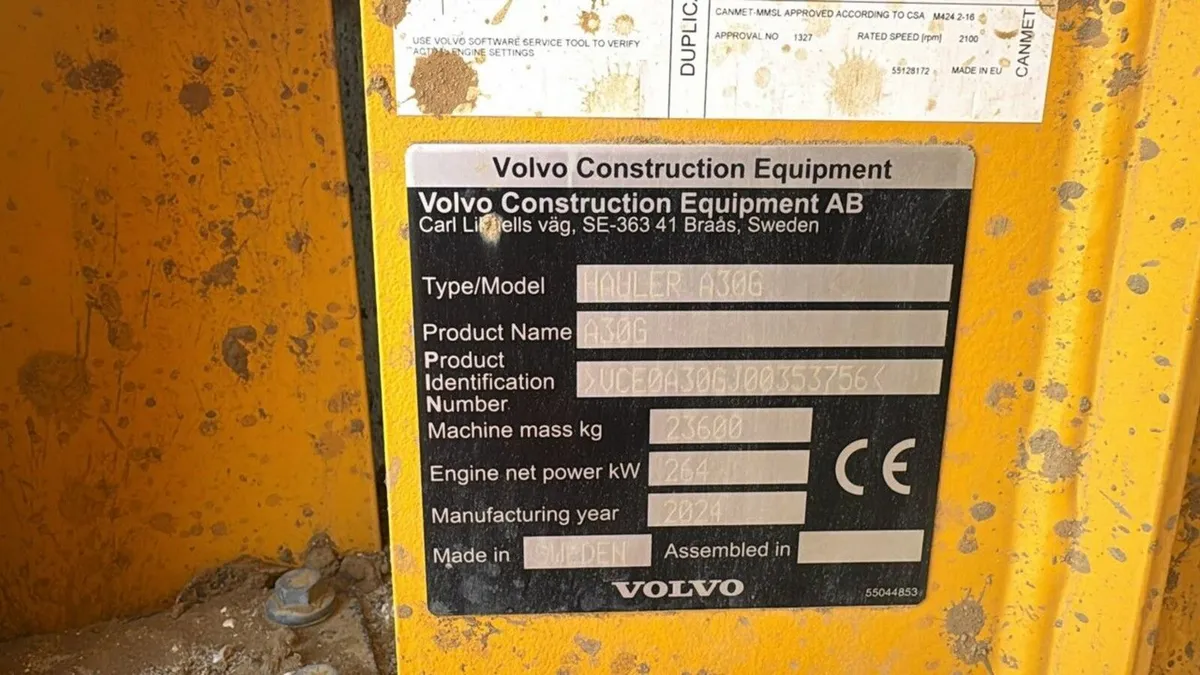 CANMET-MMSL APPROVED ACCORDING TO CSA M424 2-16
USE VOLVO SOFTWARE SERVICE TOOL TO VERIFY
ENGINE SETTINGS
APPROVAL NO 1327 RATED SPEED [rpm] 2100
55128172 MADE IN EU
CANMET
Volvo Construction Equipment
Volvo Construction Equipment AB
Carl väg, SE-363 41 Braås, Sweden
Type/Model HAULER A30G
Product Name A30G
Product
Identification >VCE0A30GJ00353756<
Number
Machine mass kg 23600
Engine net power kW 264
CE
Manufacturing year 2024
Made in SWEDEN Assembled in
VOLVO
55044853